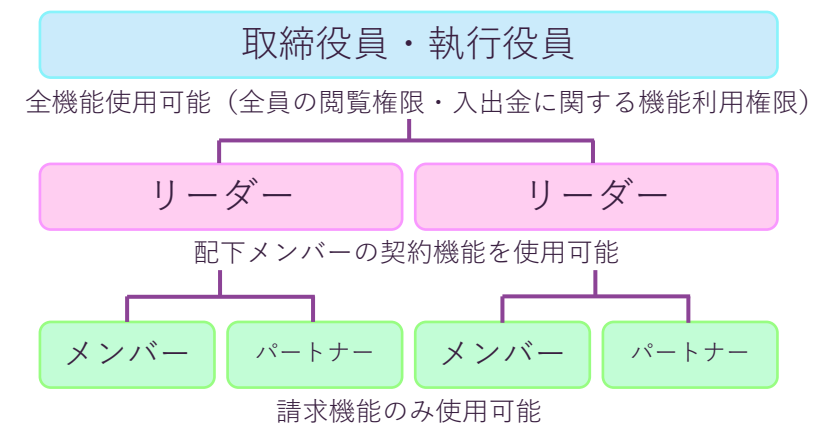 取締役員・執行役員
全機能使用可能（全員の閲覧権限・入出金に関する機能利用権限）
リーダー
リーダー
配下メンバーの契約機能を使用可能
メンバー
パートナー
メンバー
パートナー
請求機能のみ使用可能